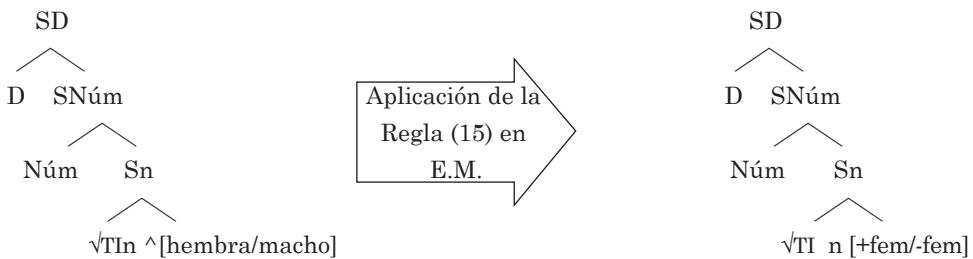 SD
D SNúm
Núm Sn
√TIn ^[hembra/macho]
Aplicación de la
Regla (15) en
E.M.
SD
D SNúm
Núm Sn
√TI n [+fem/-fem]